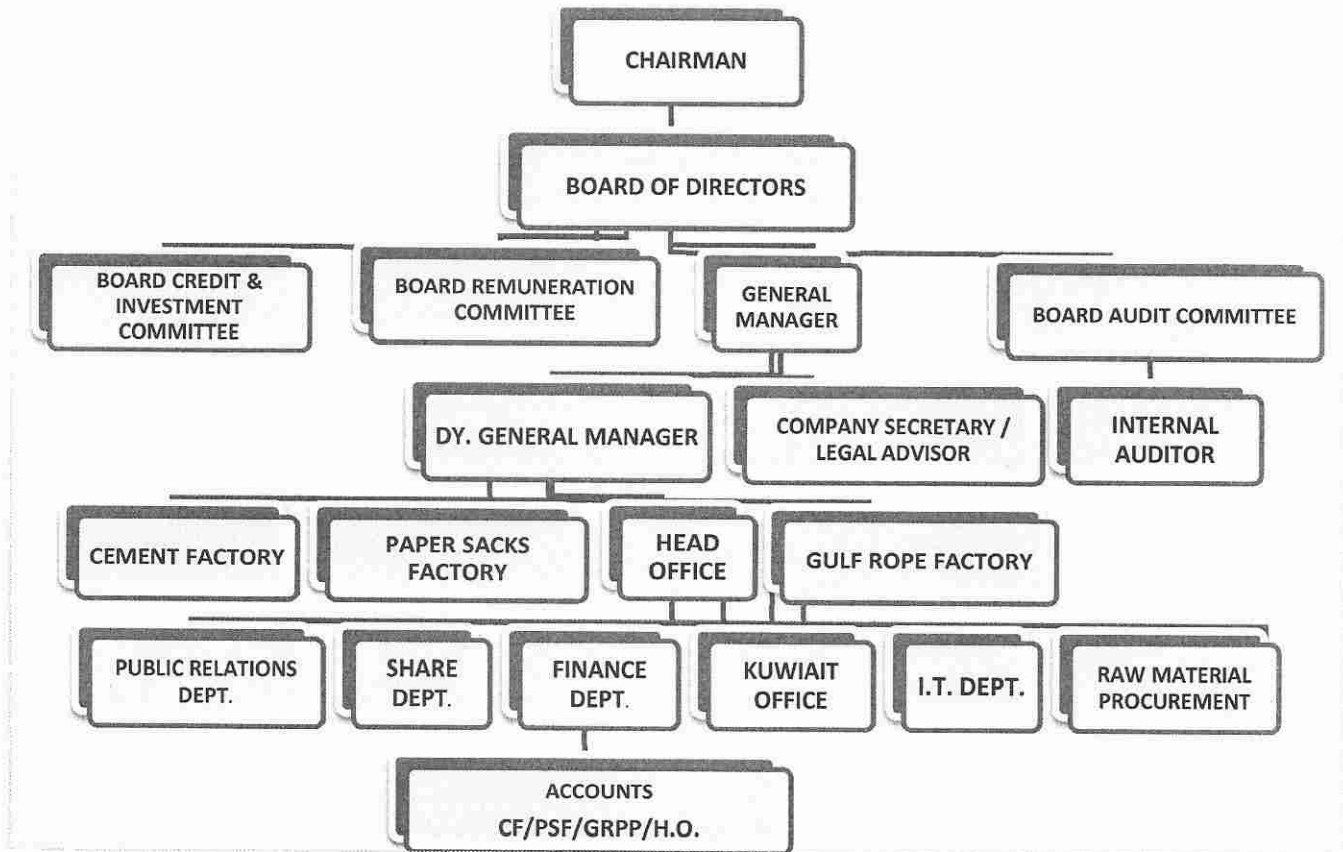 CHAIRMAN
BOARD OF DIRECTORS
BOARD CREDIT &
INVESTMENT
COMMITTEE
BOARD REMUNERATION
COMMITTEE
GENERAL
MANAGER
BOARD AUDIT COMMITTEE
DY. GENERAL MANAGER
COMPANY SECRETARY /
LEGAL ADVISOR
INTERNAL
AUDITOR
CEMENT FACTORY
PAPER SACKS
FACTORY
HEAD
OFFICE
GULF ROPE FACTORY
PUBLIC RELATIONS
DEPT.
SHARE
DEPT.
FINANCE
DEPT.
KUWIAIT
OFFICE
I.T. DEPT.
RAW MATERIAL
PROCUREMENT
ACCOUNTS
CF/PSF/GRPP/H.O.